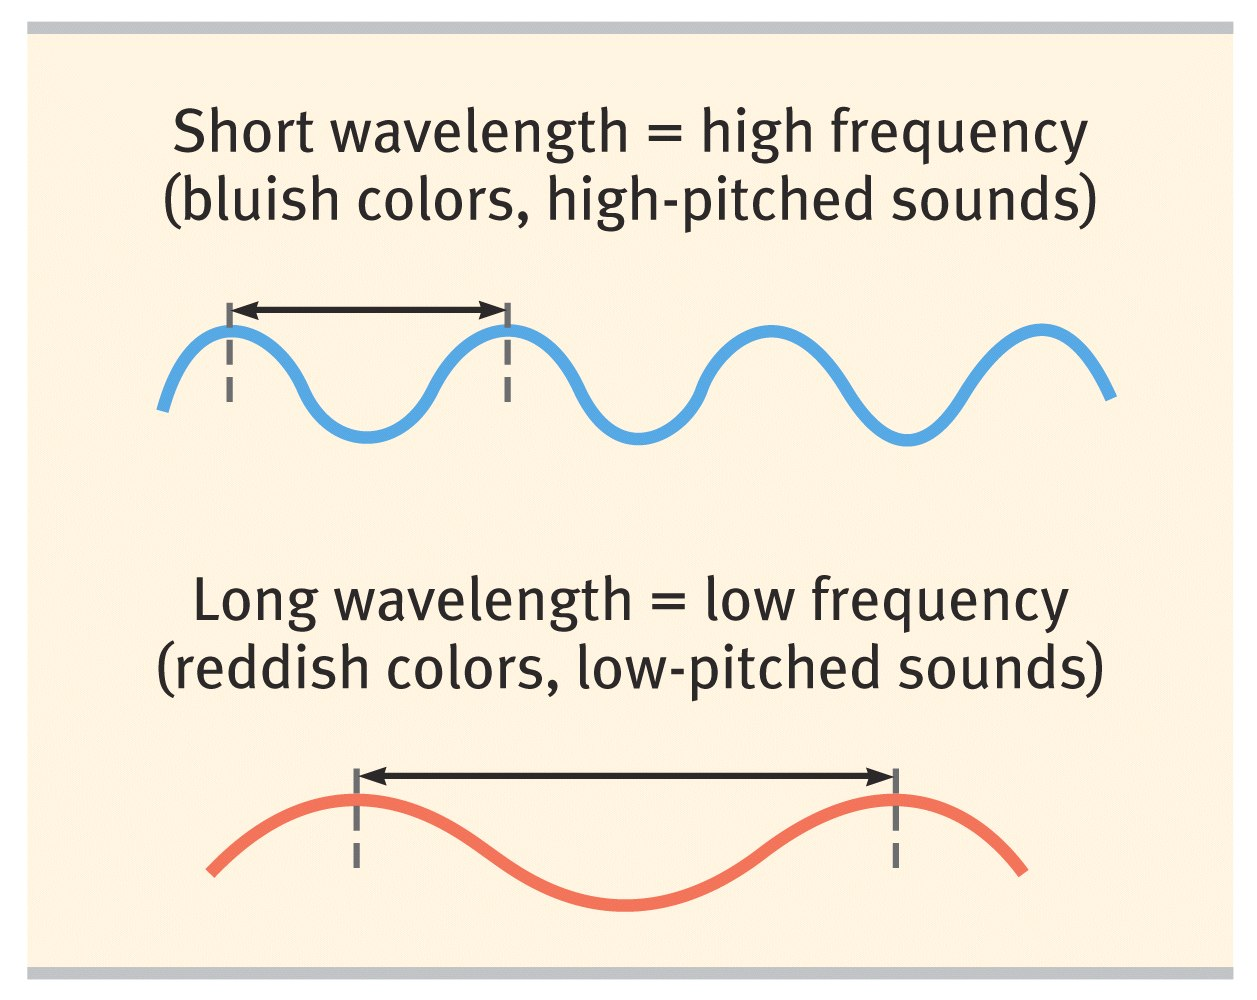 Short wavelength = high frequency
(bluish colors, high-pitched sounds)
Long wavelength = low frequency
(reddish colors, low-pitched sounds)